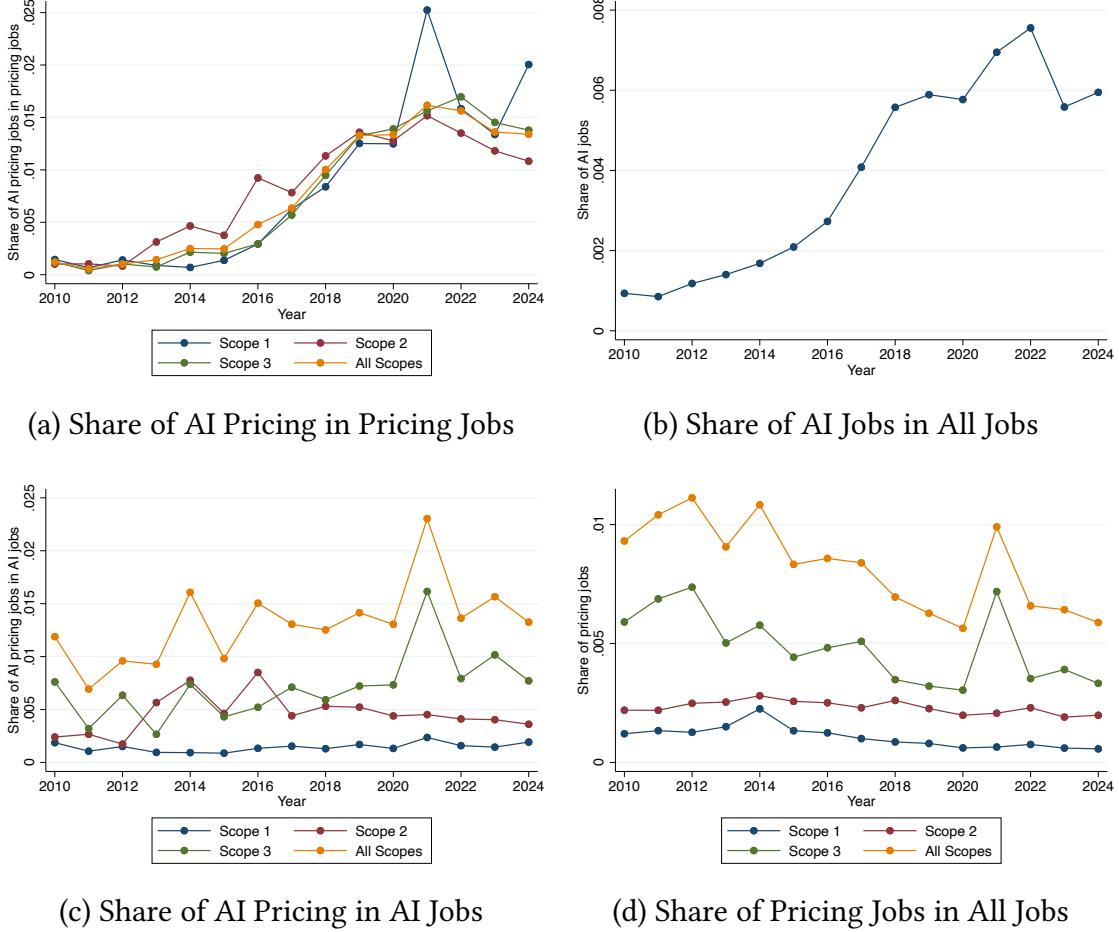 Share of AI pricing jobs in pricing jobs
.025
.02
.015
.01
.005
0
2010 2012 2014 2016 2018 2020 2022 2024
Year
Scope 1 Scope 2
Scope 3 All Scopes
(a) Share of AI Pricing in Pricing Jobs
Share of AI jobs
.008
.006
.004
.002
0
2010 2012 2014 2016 2018 2020 2022 2024
Year
(b) Share of AI Jobs in All Jobs
Share of AI pricing jobs in AI jobs
.025
.02
.015
.01
.005
0
2010 2012 2014 2016 2018 2020 2022 2024
Year
Scope 1 Scope 2
Scope 3 All Scopes
(c) Share of AI Pricing in AI Jobs
Share of pricing jobs
.01
.005
0
2010 2012 2014 2016 2018 2020 2022 2024
Year
Scope 1 Scope 2
Scope 3 All Scopes
(d) Share of Pricing Jobs in All Jobs